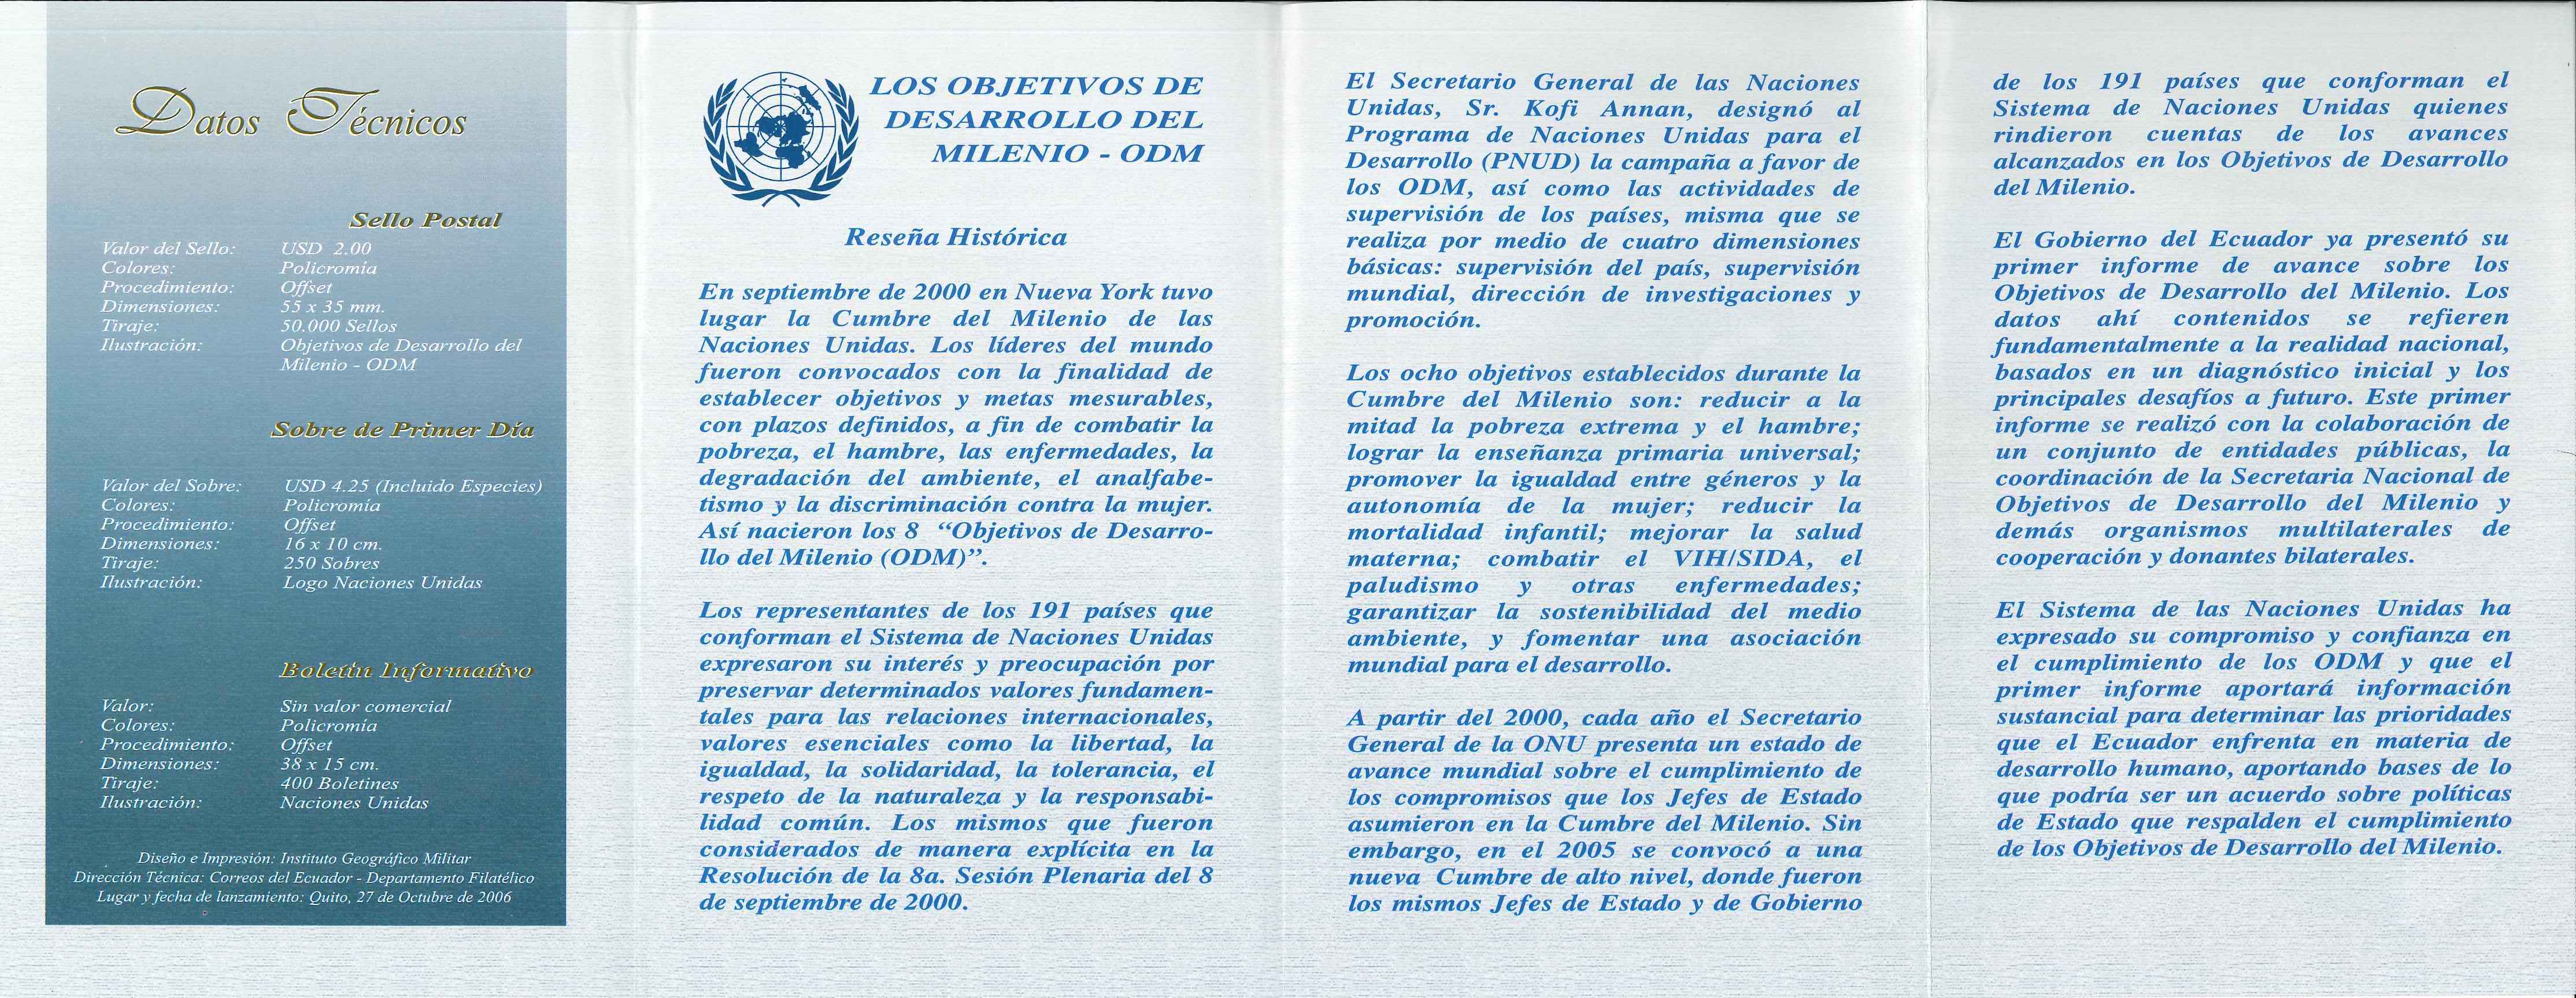 Datos Técnicos
Sello Postal
Valor del Sello: USD 2.00
Colores: Policromía
Procedimiento: Offset
Dimensiones: 55 x 35 mm.
Tiraje: 50.000 Sellos
Ilustración: Objetivos de Desarrollo del
Milenio - ODM
Sobre de Primer Día
Valor del Sobre: USD 4.25 (Incluido Especies)
Colores: Policromía
Procedimiento: Offset
Dimensiones: 16 x 10 cm.
Tiraje: 250 Sobres
Ilustración: Logo Naciones Unidas
Boletín Informativo
Valor: Sin valor comercial
Colores: Policromía
Procedimiento: Offset
Dimensiones: 38 x 15 cm.
Tiraje: 400 Boletines
Ilustración: Naciones Unidas
Diseño e Impresión: Instituto Geográfico Militar
Dirección Técnica: Correos del Ecuador - Departamento Filatélico
Lugar y fecha de lanzamiento: Quito, 27 de Octubre de 2006
LOS OBJETIVOS DE
DESARROLLO DEL
MILENIO - ODM
Reseña Histórica
En septiembre de 2000 en Nueva York tuvo
lugar la Cumbre del Milenio de las
Naciones Unidas. Los líderes del mundo
fueron convocados con la finalidad de
establecer objetivos y metas mesurables,
con plazos definidos, a fin de combatir la
pobreza, el hambre, las enfermedades, la
degradación del ambiente, el analfabe-
tismo y la discriminación contra la mujer.
Así nacieron los 8 “Objetivos de Desarro-
llo del Milenio (ODM)”.
Los representantes de los 191 países que
conforman el Sistema de Naciones Unidas
expresaron su interés y preocupación por
preservar determinados valores fundamen-
tales para las relaciones internacionales,
valores esenciales como la libertad, la
igualdad, la solidaridad, la tolerancia, el
respeto de la naturaleza y la responsabi-
lidad común. Los mismos que fueron
considerados de manera explícita en la
Resolución de la 8a. Sesión Plenaria del 8
de septiembre de 2000.
El Secretario General de las Naciones
Unidas, Sr. Kofi Annan, designó al
Programa de Naciones Unidas para el
Desarrollo (PNUD) la campaña a favor de
los ODM, así como las actividades de
supervisión de los países, misma que se
realiza por medio de cuatro dimensiones
básicas: supervisión del país, supervisión
mundial, dirección de investigaciones y
promoción.
Los ocho objetivos establecidos durante la
Cumbre del Milenio son: reducir a la
mitad la pobreza extrema y el hambre;
lograr la enseñanza primaria universal;
promover la igualdad entre géneros y la
autonomía de la mujer; reducir la
mortalidad infantil; mejorar la salud
materna; combatir el VIH/SIDA, el
paludismo y otras enfermedades;
garantizar la sostenibilidad del medio
ambiente, y fomentar una asociación
mundial para el desarrollo.
A partir del 2000, cada año el Secretario
General de la ONU presenta un estado de
avance mundial sobre el cumplimiento de
los compromisos que los Jefes de Estado
asumieron en la Cumbre del Milenio. Sin
embargo, en el 2005 se convocó a una
nueva Cumbre de alto nivel, donde fueron
los mismos Jefes de Estado y de Gobierno
de los 191 países que conforman el
Sistema de Naciones Unidas quienes
rindieron cuentas de los avances
alcanzados en los Objetivos de Desarrollo
del Milenio.
El Gobierno del Ecuador ya presentó su
primer informe de avance sobre los
Objetivos de Desarrollo del Milenio. Los
datos ahí contenidos se refieren
fundamentalmente a la realidad nacional,
basados en un diagnóstico inicial y los
principales desafíos a futuro. Este primer
informe se realizó con la colaboración de
un conjunto de entidades públicas, la
coordinación de la Secretaria Nacional de
Objetivos de Desarrollo del Milenio y
demás organismos multilaterales de
cooperación y donantes bilaterales.
El Sistema de las Naciones Unidas ha
expresado su compromiso y confianza en
el cumplimiento de los ODM y que el
primer informe aportará información
sustancial para determinar las prioridades
que el Ecuador enfrenta en materia de
desarrollo humano, aportando bases de lo
que podría ser un acuerdo sobre políticas
de Estado que respalden el cumplimiento
de los Objetivos de Desarrollo del Milenio.